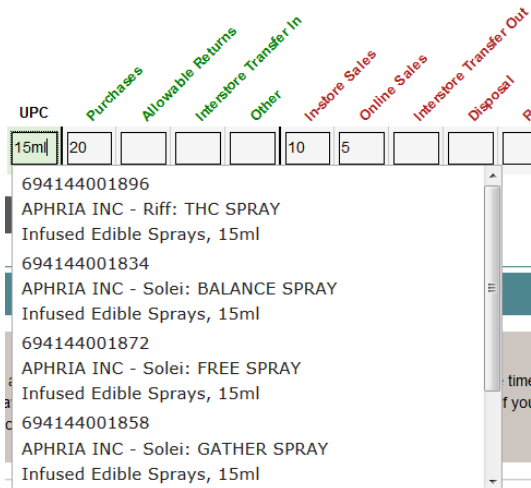 UPC
Purchases
Allowable Returns
Interstore Transfer In
Other
In-store Sales
Online Sales
Interstore Transfer Out
Disposal
15ml 20 10 5
694144001896
APHRIA INC - Riff: THC SPRAY
Infused Edible Sprays, 15ml
694144001834
APHRIA INC - Solei: BALANCE SPRAY
Infused Edible Sprays, 15ml
694144001872
APHRIA INC - Solei: FREE SPRAY
Infused Edible Sprays, 15ml
694144001858
APHRIA INC - Solei: GATHER SPRAY
Infused Edible Sprays, 15ml
time
f you